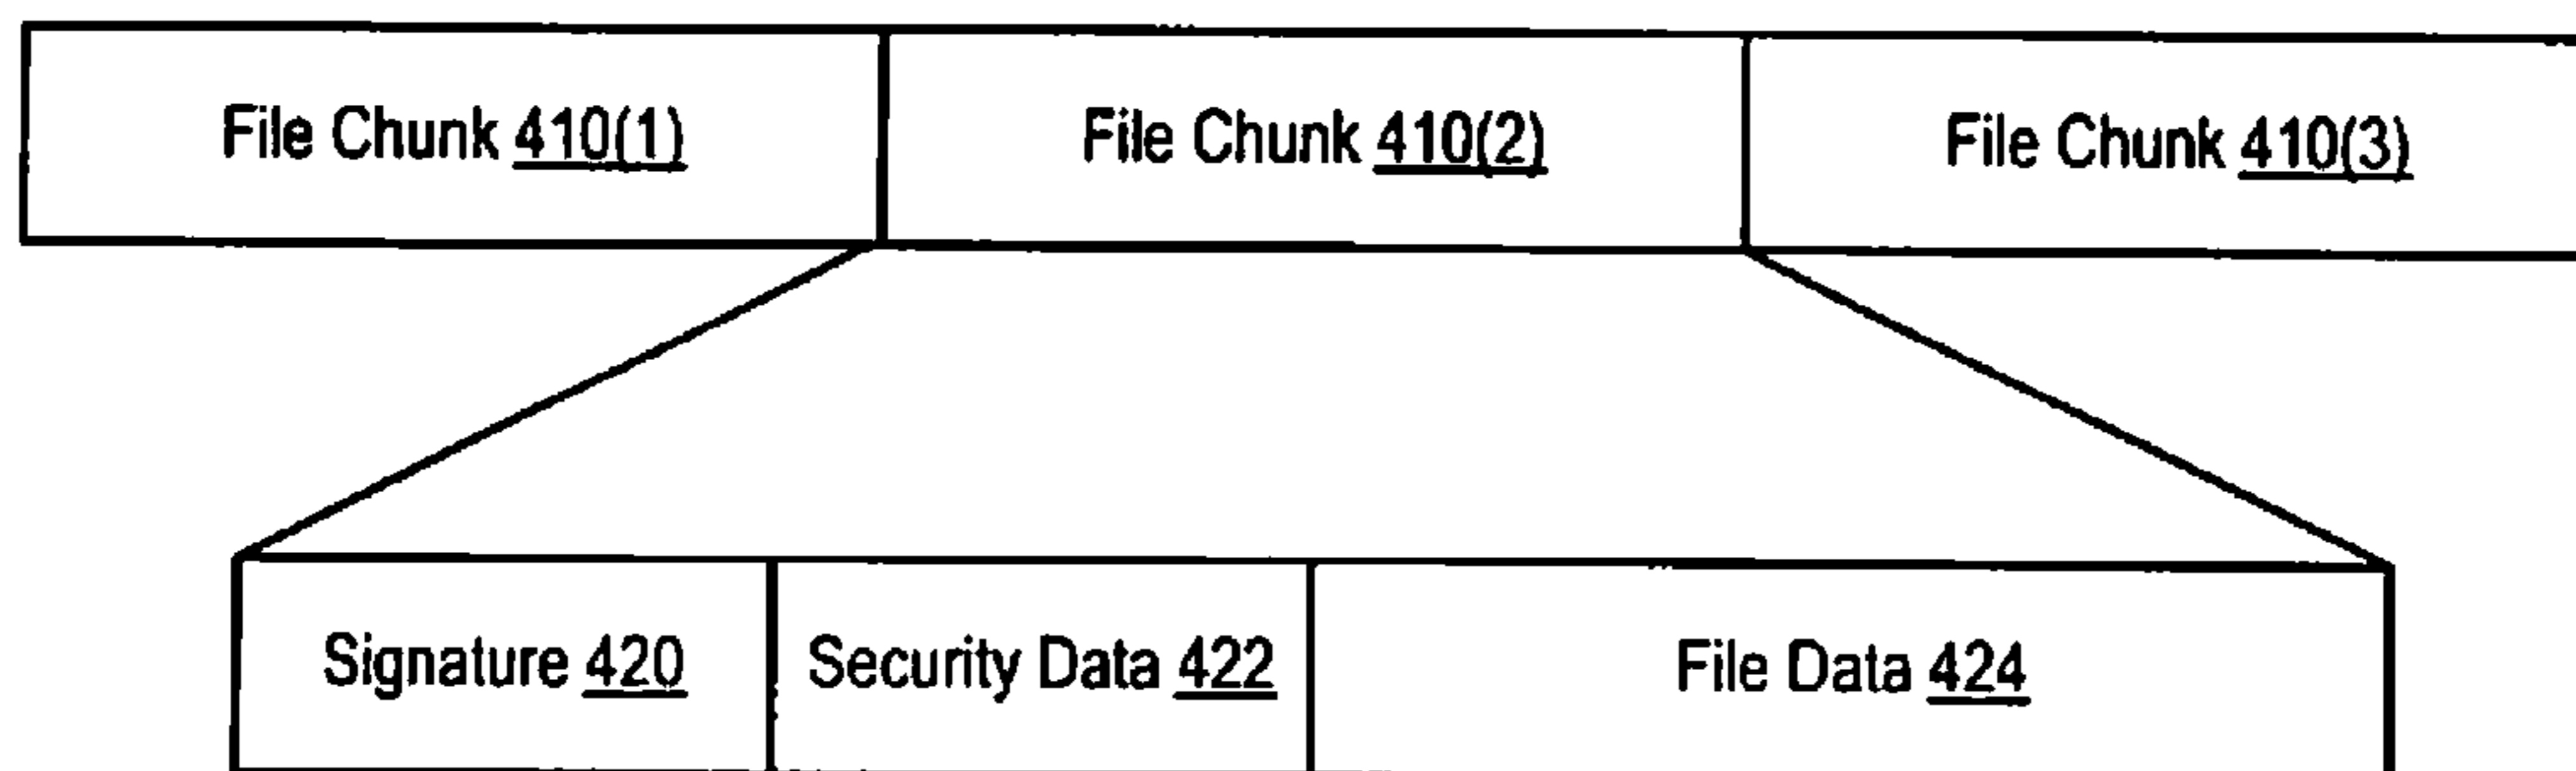 File Chunk 410(1) File Chunk 410(2) File Chunk 410(3)
Signature 420 Security Data 422 File Data 424